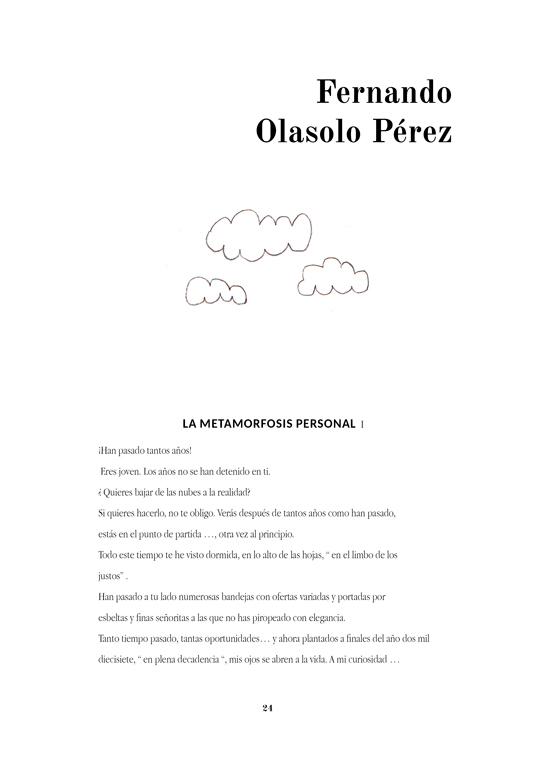 Fernando
Olasolo Pérez
LA METAMORFOSIS PERSONAL I
¡Han pasado tantos años!
Eres joven. Los años no se han detenido en ti.
¿ Quieres bajar de las nubes a la realidad?
Si quieres hacerlo, no te obligo. Verás después de tantos años como han pasado,
estás en el punto de partida …, otra vez al principio.
Todo este tiempo te he visto dormida, en lo alto de las hojas, “ en el limbo de los
justos” .
Han pasado a tu lado numerosas bandejas con ofertas variadas y portadas por
esbeltas y finas señoritas a las que no has piropeado con elegancia.
Tanto tiempo pasado, tantas oportunidades… y ahora plantados a finales del año dos mil
diecisiete, “ en plena decadencia “, mis ojos se abren a la vida. A mi curiosidad …
24